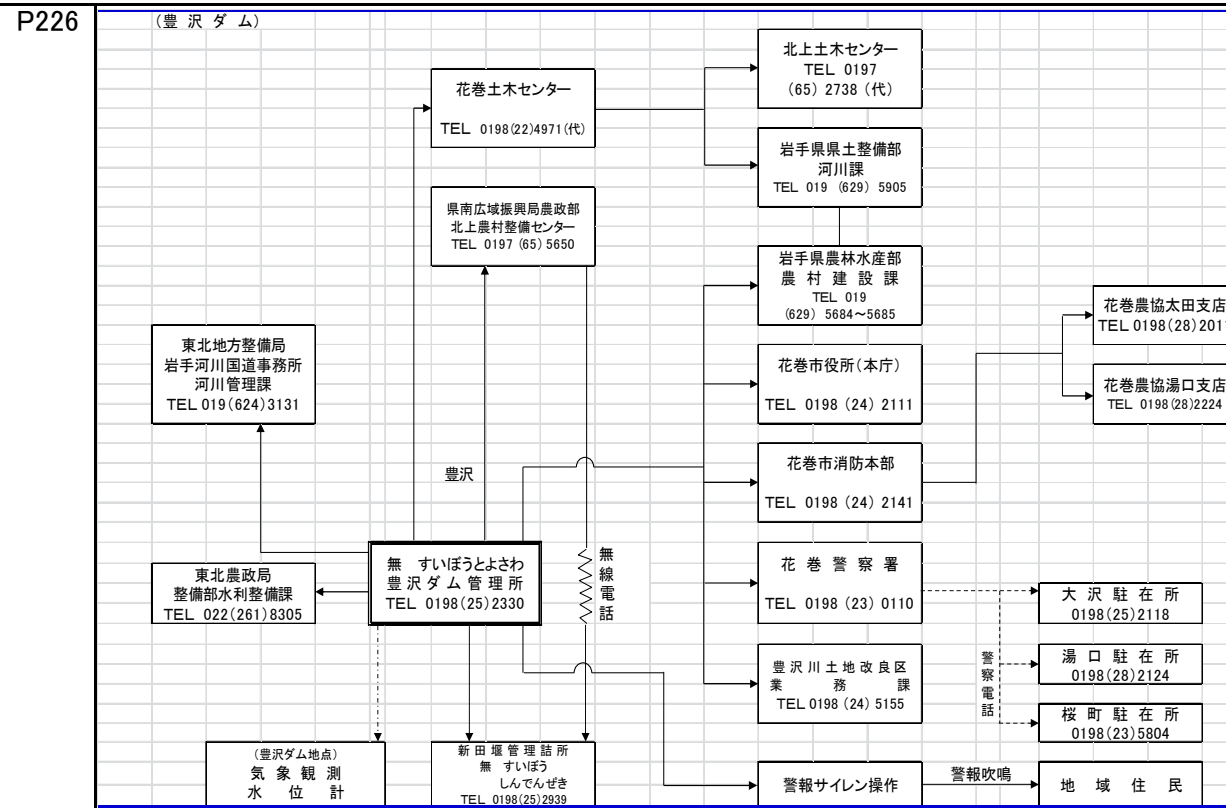 P226
(豊沢ダム)
北上土木センター
TEL 0197
(65) 2738 (代)
花巻土木センター
TEL 0198(22)4971(代)
岩手県県土整備部
河川課
TEL 019 (629) 5905
県南広域振興局農政部
北上農村整備センター
TEL 0197 (65) 5650
岩手県農林水産部
農村建設課
TEL 019
(629) 5684～5685
花巻農協太田支店
東北地方整備局
岩手河川国道事務所
河川管理課
TEL 019(624)3131
花巻市役所(本庁)
TEL 0198 (24) 2111
花巻農協湯口支店
TEL 0198(28)2224
花巻市消防本部
TEL 0198 (24) 2141
豊沢
無線電話
無 すいぼうとよさわ
豊沢ダム管理所
TEL 0198(25)2330
東北農政局
整備部水利整備課
TEL 022(261)8305
花巻警察署
TEL 0198 (23) 0110
大沢駐在所
0198(25)2118
警察電話
湯口駐在所
0198(28)2124
豊沢川土地改良区
業務課
TEL 0198 (24) 5155
桜町駐在所
0198(23)5804
(豊沢ダム地点)
気象観測
水位計
新田堰管理詰所
無 すいぼう
しんでんぜき
TEL 0198(25)2939
警報サイレン操作
警報吹鳴
地域住民